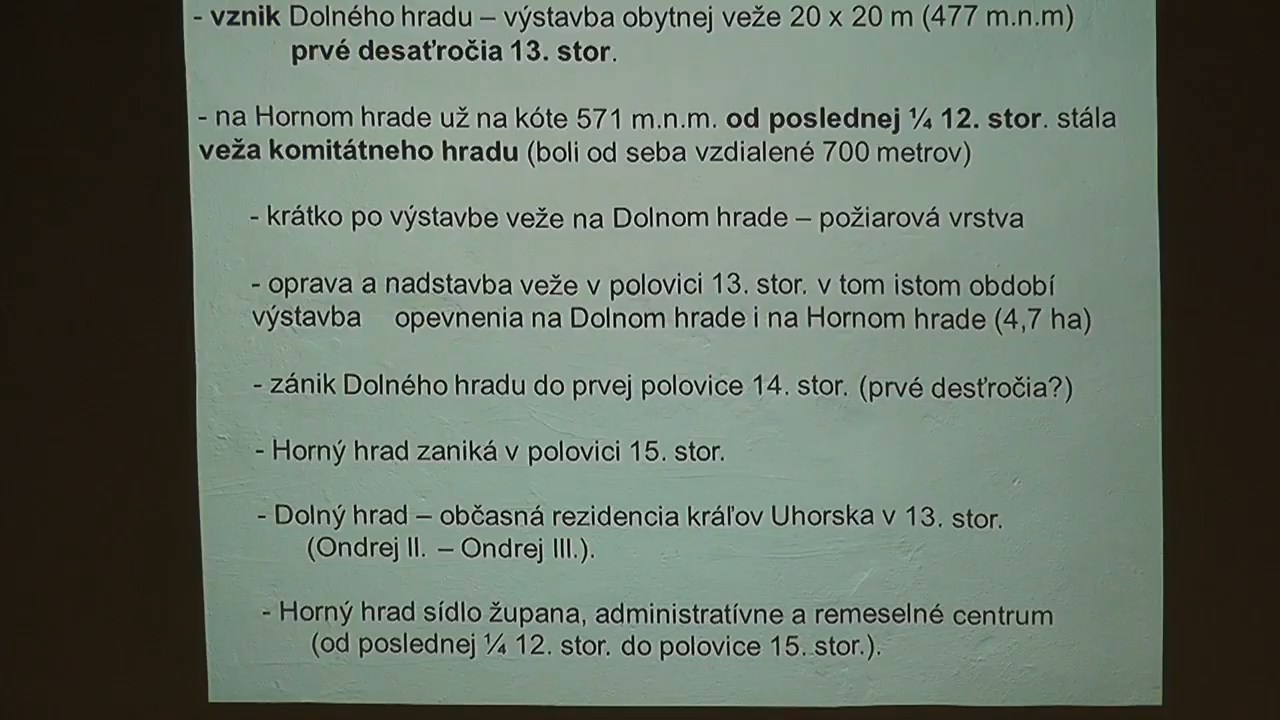 - vznik Dolného hradu – výstavba obytnej veže 20 x 20 m (477 m.n.m)
prvé desaťročia 13. stor.
- na Hornom hrade už na kóte 571 m.n.m. od poslednej ¼ 12. stor. stála
veža komitátneho hradu (boli od seba vzdialené 700 metrov)
- krátko po výstavbe veže na Dolnom hrade – požiarová vrstva
- oprava a nadstavba veže v polovici 13. stor. v tom istom období
výstavba opevnenia na Dolnom hrade i na Hornom hrade (4,7 ha)
- zánik Dolného hradu do prvej polovice 14. stor. (prvé desťročia?)
- Horný hrad zaniká v polovici 15. stor.
- Dolný hrad – občasná rezidencia kráľov Uhorska v 13. stor.
(Ondrej II. – Ondrej III.).
- Horný hrad sídlo župana, administratívne a remeselné centrum
(od poslednej ¼ 12. stor. do polovice 15. stor.).